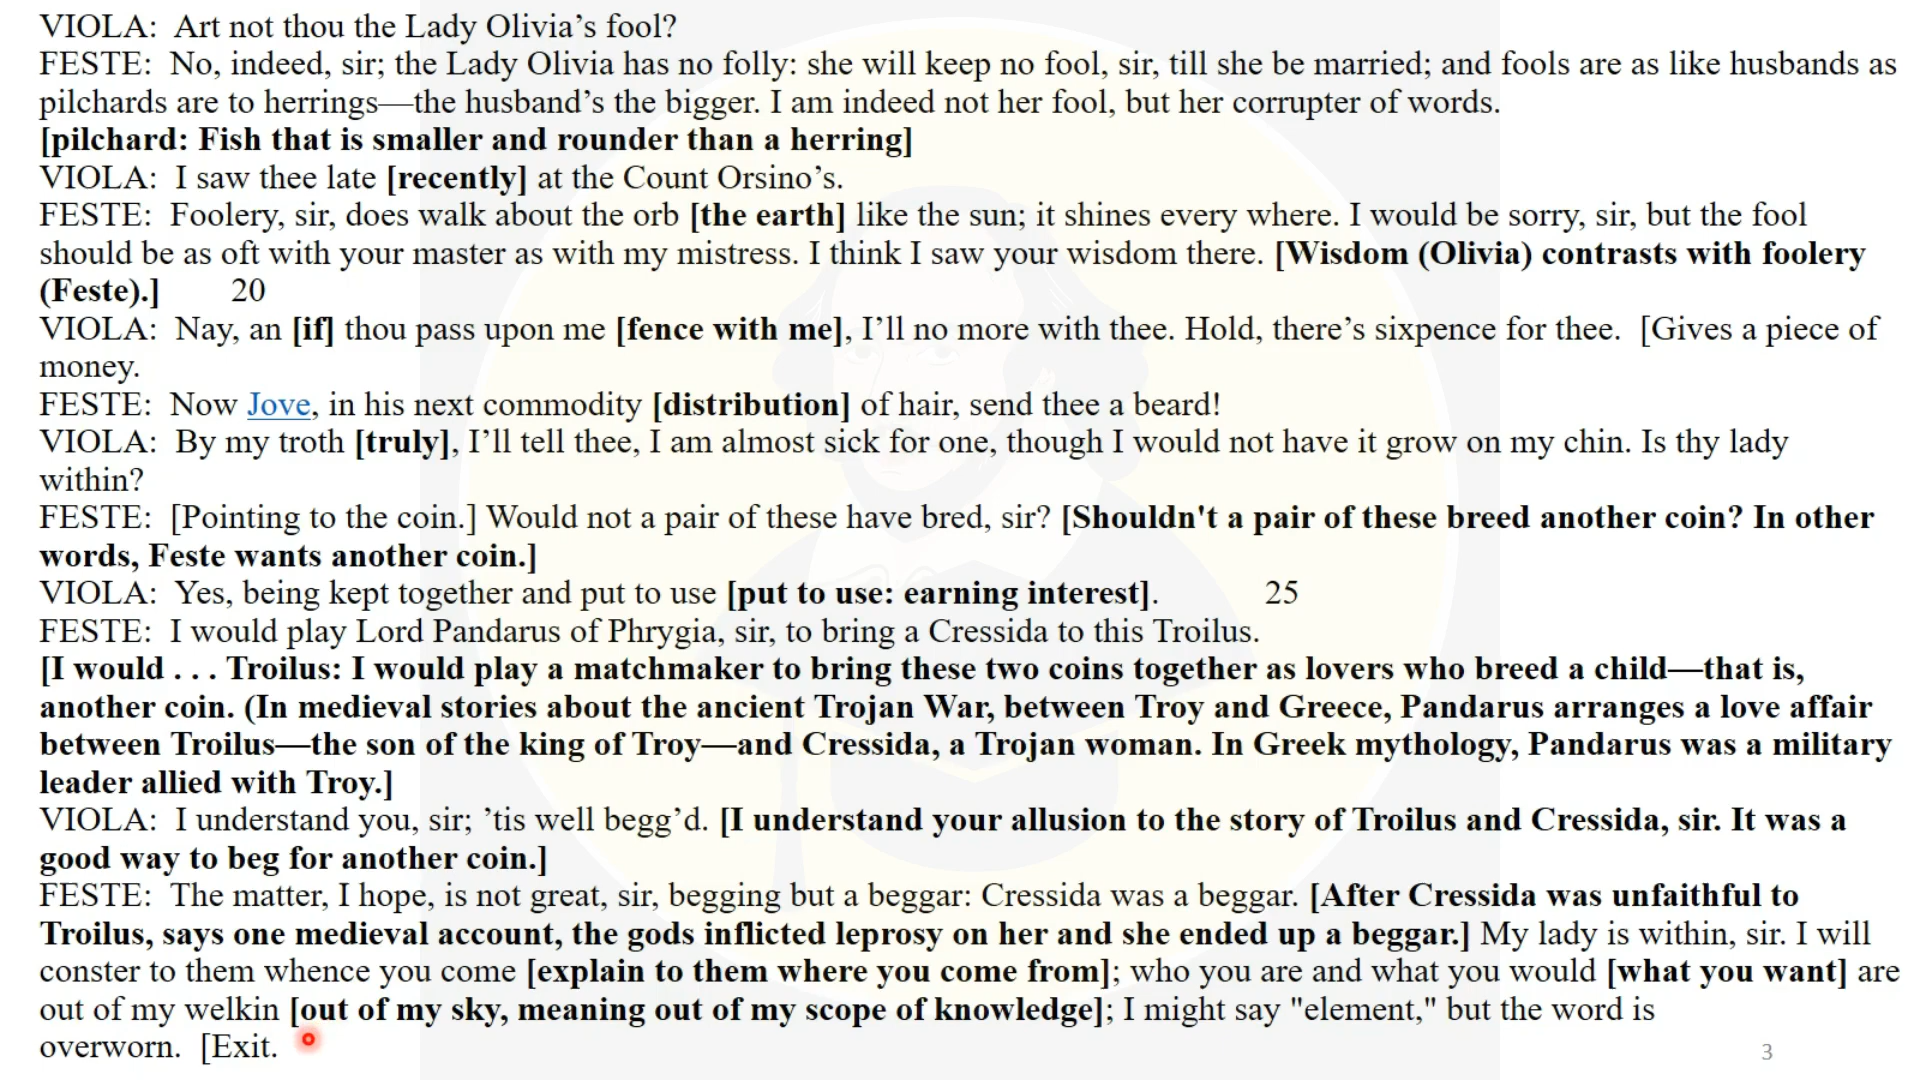 VIOLA:  Art not thou the Lady Olivia’s fool?
FESTE:  No, indeed, sir; the Lady Olivia has no folly: she will keep no fool, sir, till she be married; and fools are as like husbands as
pilchards are to herrings—the husband’s the bigger. I am indeed not her fool, but her corrupter of words.
[pilchard: Fish that is smaller and rounder than a herring]
VIOLA:  I saw thee late [recently] at the Count Orsino’s.
FESTE:  Foolery, sir, does walk about the orb [the earth] like the sun; it shines every where. I would be sorry, sir, but the fool
should be as oft with your master as with my mistress. I think I saw your wisdom there. [Wisdom (Olivia) contrasts with foolery
(Feste).]        20
VIOLA:  Nay, an [if] thou pass upon me [fence with me], I’ll no more with thee. Hold, there’s sixpence for thee.  [Gives a piece of
money.
FESTE:  Now Jove, in his next commodity [distribution] of hair, send thee a beard!
VIOLA:  By my troth [truly], I’ll tell thee, I am almost sick for one, though I would not have it grow on my chin. Is thy lady
within?
FESTE:  [Pointing to the coin.] Would not a pair of these have bred, sir? [Shouldn't a pair of these breed another coin? In other
words, Feste wants another coin.]
VIOLA:  Yes, being kept together and put to use [put to use: earning interest].            25
FESTE:  I would play Lord Pandarus of Phrygia, sir, to bring a Cressida to this Troilus.
[I would . . . Troilus: I would play a matchmaker to bring these two coins together as lovers who breed a child—that is,
another coin. (In medieval stories about the ancient Trojan War, between Troy and Greece, Pandarus arranges a love affair
between Troilus—the son of the king of Troy—and Cressida, a Trojan woman. In Greek mythology, Pandarus was a military
leader allied with Troy.]
VIOLA:  I understand you, sir; ’tis well begg’d. [I understand your allusion to the story of Troilus and Cressida, sir. It was a
good way to beg for another coin.]
FESTE:  The matter, I hope, is not great, sir, begging but a beggar: Cressida was a beggar. [After Cressida was unfaithful to
Troilus, says one medieval account, the gods inflicted leprosy on her and she ended up a beggar.] My lady is within, sir. I will
conster to them whence you come [explain to them where you come from]; who you are and what you would [what you want] are
out of my welkin [out of my sky, meaning out of my scope of knowledge]; I might say "element," but the word is
overworn.  [Exit.
3